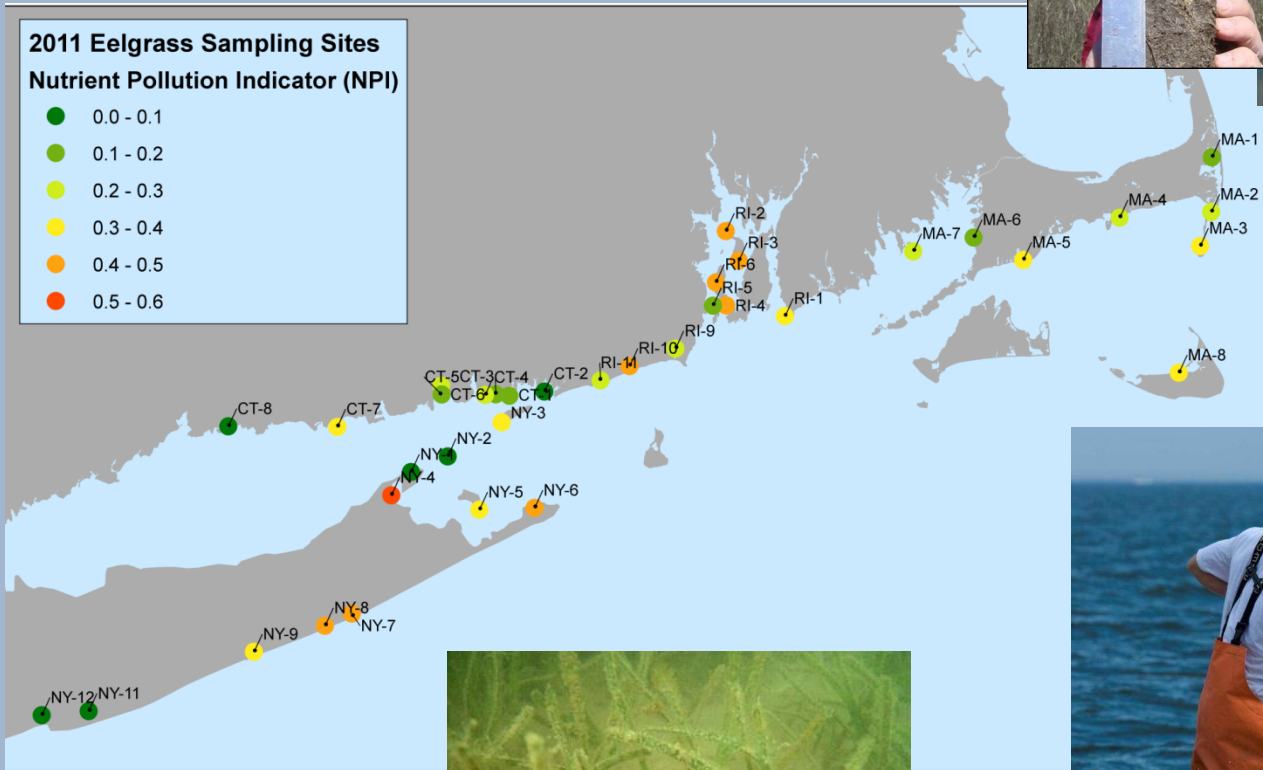 2011 Eelgrass Sampling Sites
Nutrient Pollution Indicator (NPI)
0.0 - 0.1
0.1 - 0.2
0.2 - 0.3
0.3 - 0.4
0.4 - 0.5
0.5 - 0.6
MA-1
MA-2
MA-3
MA-4
MA-5
MA-6
MA-7
MA-8
RI-2
RI-3
RI-6
RI-5
RI-4
RI-1
RI-9
RI-10
RI-11
CT-5
CT-3
CT-4
CT-2
CT-6
CT-1
NY-3
CT-8
CT-7
NY-2
NY-1
NY-4
NY-5
NY-6
NY-8
NY-7
NY-9
NY-12
NY-11